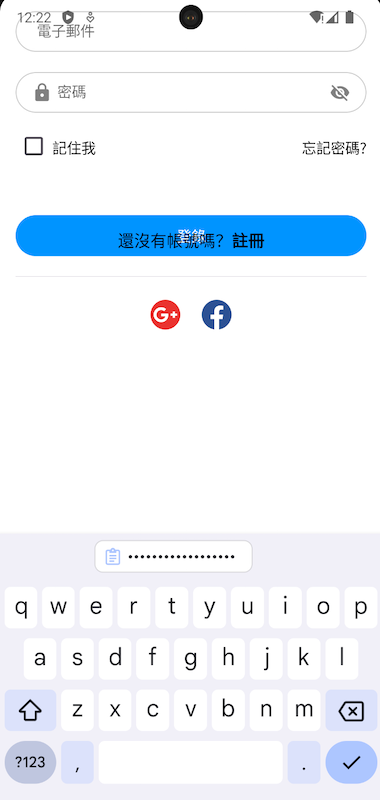 12:22
電子郵件
密碼
記住我 忘記密碼?
登錄
還沒有帳號嗎? 註冊
G+ f
••••••••••••••••••
q w e r t y u i o p
a s d f g h j k l
z x c v b n m
?123 , .